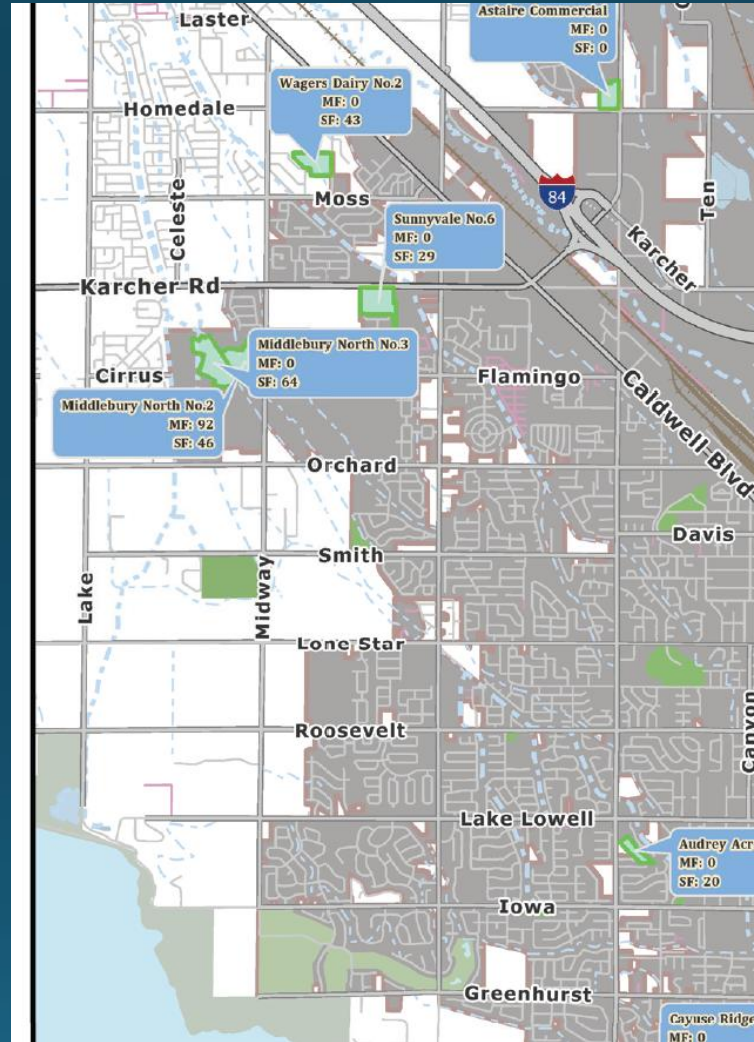 Laster
Astaire Commercial
MF: 0
SF: 0
Wagers Dairy No.2
MF: 0
SF: 43
Homedale
Celeste
Moss
84
Ten
Sunnyvale No.6
MF: 0
SF: 29
Karcher
Karcher Rd
Middlebury North No.3
MF: 0
SF: 64
Cirrus
Flamingo
Middlebury North No.2
MF: 92
SF: 46
Caldwell Blvd
Orchard
Davis
Smith
Lake
Midway
Lone Star
Canyon
Roosevelt
Lake Lowell
Audrey Acr
MF: 0
SF: 20
Iowa
Greenhurst
Cayuse Ridge
MF: 0